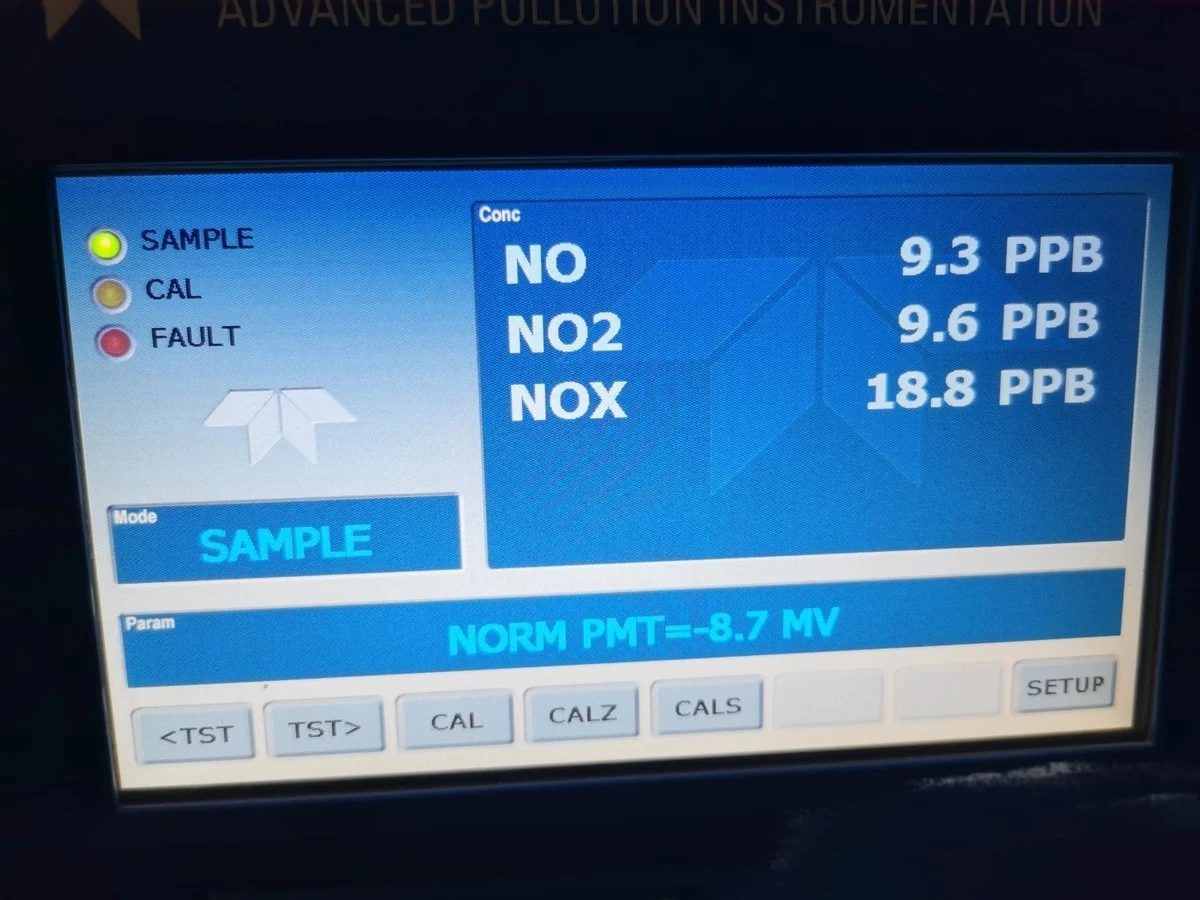 ADVANCED POLLUTION INSTRUMENTATION
SAMPLE
CAL
FAULT
Conc
NO 9.3 PPB
NO2 9.6 PPB
NOX 18.8 PPB
Mode
SAMPLE
Param
NORM PMT=-8.7 MV
<TST TST> CAL CALZ CALS SETUP